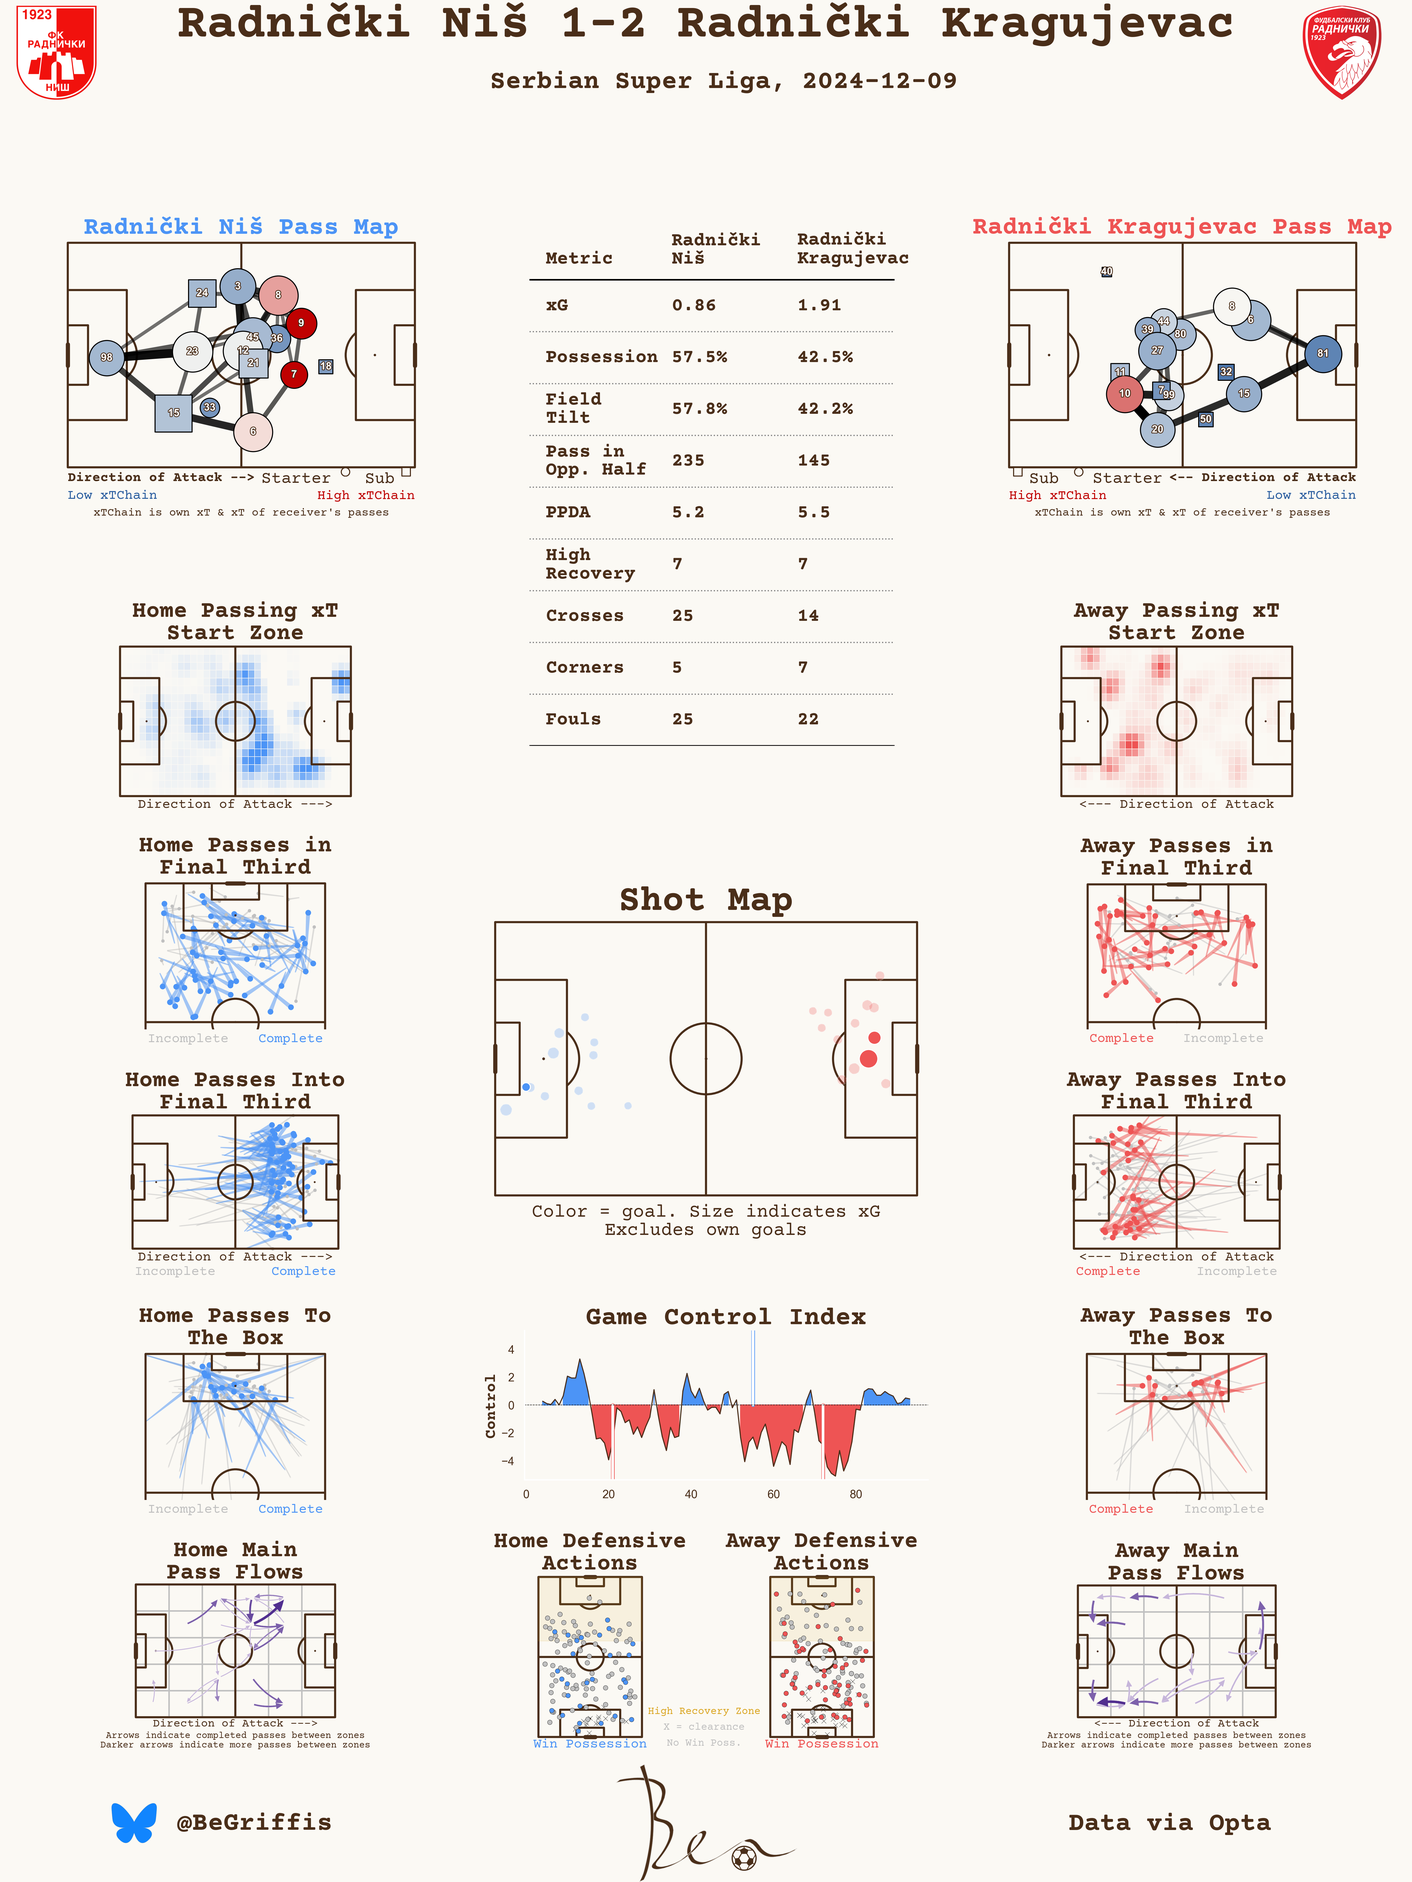 Radnički Niš 1-2 Radnički Kragujevac
Serbian Super Liga, 2024-12-09
1923
ФК
РАДНИЧКИ
НИШ
ФУДБАЛСКИ КЛУБ
РАДНИЧКИ
1923
Radnički Niš Pass Map
24
3
8
9
45
36
98
23
12
21
18
7
15
33
6
Direction of Attack --> Starter Sub
Low xTChain High xTChain
xTChain is own xT & xT of receiver's passes
Metric Radnički Niš Radnički Kragujevac
xG 0.86 1.91
Possession 57.5% 42.5%
Field Tilt 57.8% 42.2%
Pass in Opp. Half 235 145
PPDA 5.2 5.5
High Recovery 7 7
Crosses 25 14
Corners 5 7
Fouls 25 22
Radnički Kragujevac Pass Map
40
8
6
44
39
80
27
81
11
32
10
7
99
15
50
20
Sub Starter <-- Direction of Attack
High xTChain Low xTChain
xTChain is own xT & xT of receiver's passes
Home Passing xT
Start Zone
Direction of Attack --->
Away Passing xT
Start Zone
<--- Direction of Attack
Home Passes in
Final Third
Incomplete Complete
Away Passes in
Final Third
Complete Incomplete
Shot Map
Color = goal. Size indicates xG
Excludes own goals
Home Passes Into
Final Third
Direction of Attack --->
Incomplete Complete
Away Passes Into
Final Third
<--- Direction of Attack
Complete Incomplete
Home Passes To
The Box
Incomplete Complete
Game Control Index
Control
4
2
0
−2
−4
0 20 40 60 80
Away Passes To
The Box
Complete Incomplete
Home Main
Pass Flows
Direction of Attack --->
Arrows indicate completed passes between zones
Darker arrows indicate more passes between zones
Home Defensive
Actions
Win Possession
Away Defensive
Actions
Win Possession
High Recovery Zone
X = clearance
No Win Poss.
Away Main
Pass Flows
<--- Direction of Attack
Arrows indicate completed passes between zones
Darker arrows indicate more passes between zones
@BeGriffis
Ben
Data via Opta